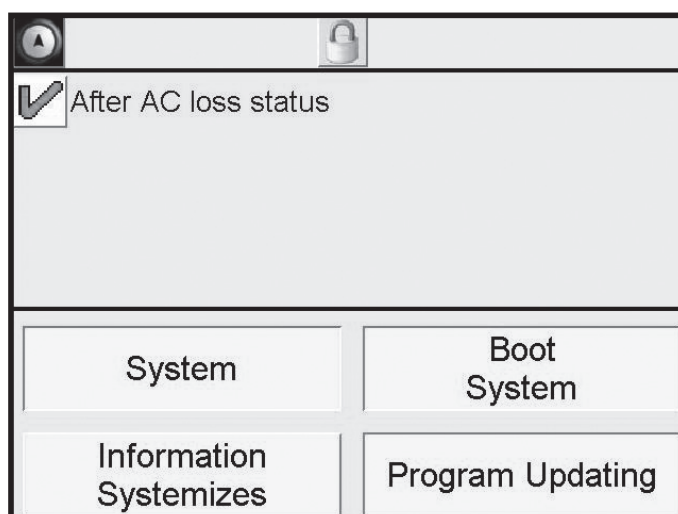 After AC loss status
System
Boot
System
Information
Systemizes
Program Updating